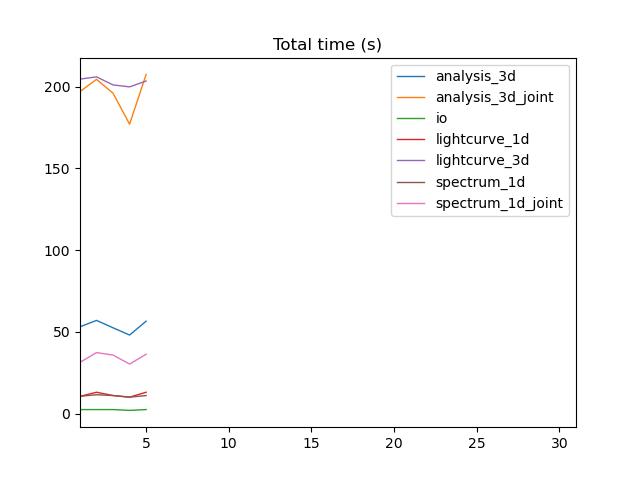 Total time (s)
analysis_3d
analysis_3d_joint
io
lightcurve_1d
lightcurve_3d
spectrum_1d
spectrum_1d_joint
200
150
100
50
0
5 10 15 20 25 30